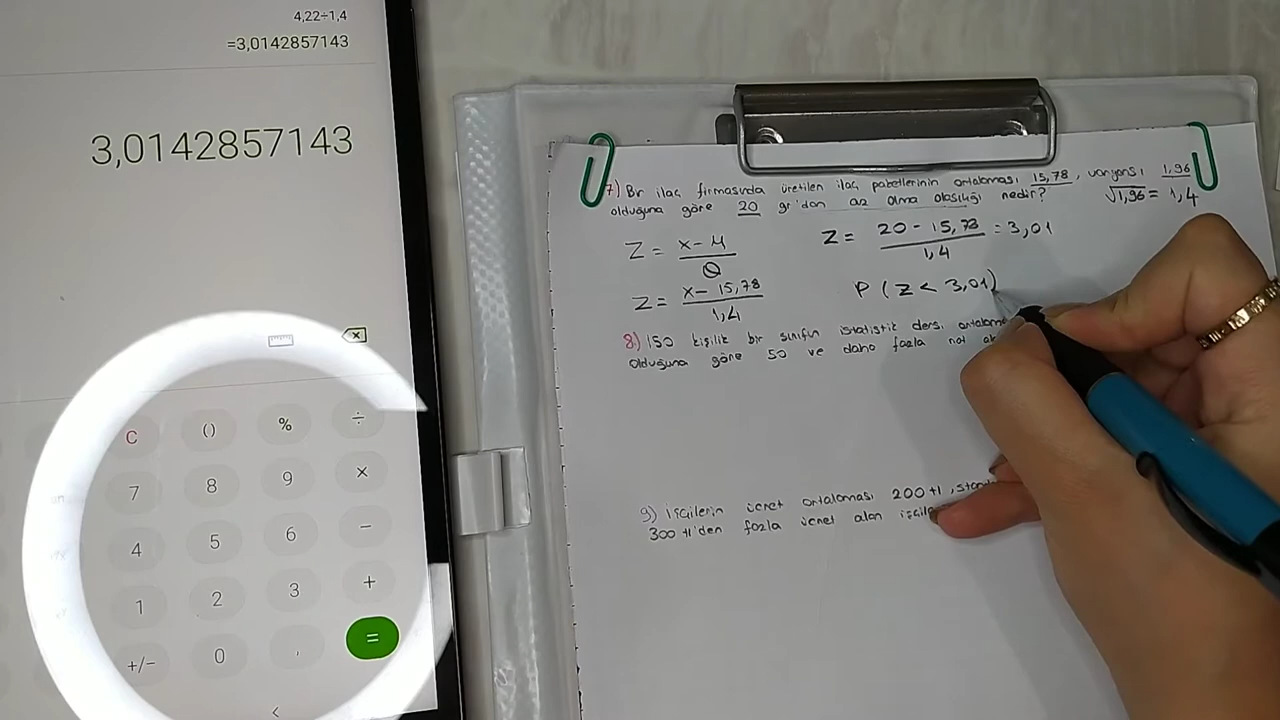 4,22÷1,4
=3,0142857143
3,0142857143
C () % ÷
7 8 9 ×
4 5 6 −
1 2 3 +
+/− 0 , =
7) Bir ilaç firmasında üretilen ilaç paketlerinin ortalaması 15,78, varyansı 1,96
olduğuna göre 20 gr'dan az olma olasılığı nedir? √1,96 = 1,4
Z = x-M / Q
Z = 20 - 15,78 / 1,4 = 3,01
Z = x - 15,78 / 1,4
P (Z < 3,01)
8) 150 kişilik bir sınıfın istatistik dersi
olduğuna göre 50 ve daha fazla not
9) İşçilerin ücret ortalaması 200 tl,
300 tl'den fazla ücret alan